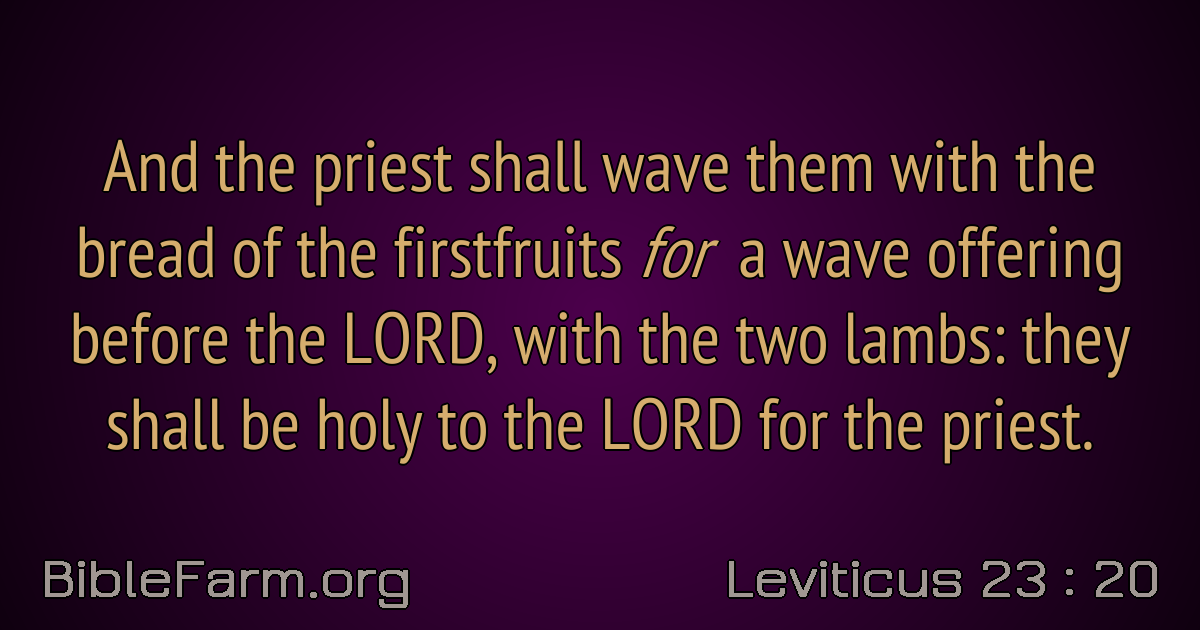 And the priest shall wave them with the
bread of the firstfruits for a wave offering
before the LORD, with the two lambs: they
shall be holy to the LORD for the priest.
BibleFarm.org
Leviticus 23 : 20